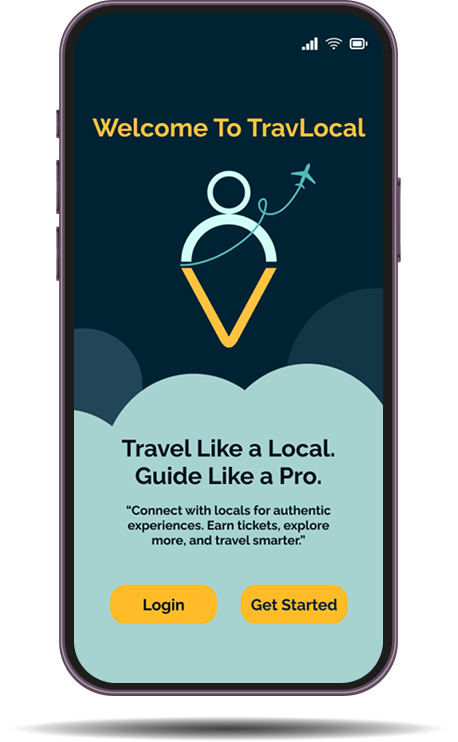 Welcome To TravLocal
Travel Like a Local.
Guide Like a Pro.
“Connect with locals for authentic
experiences. Earn tickets, explore
more, and travel smarter.”
Login
Get Started